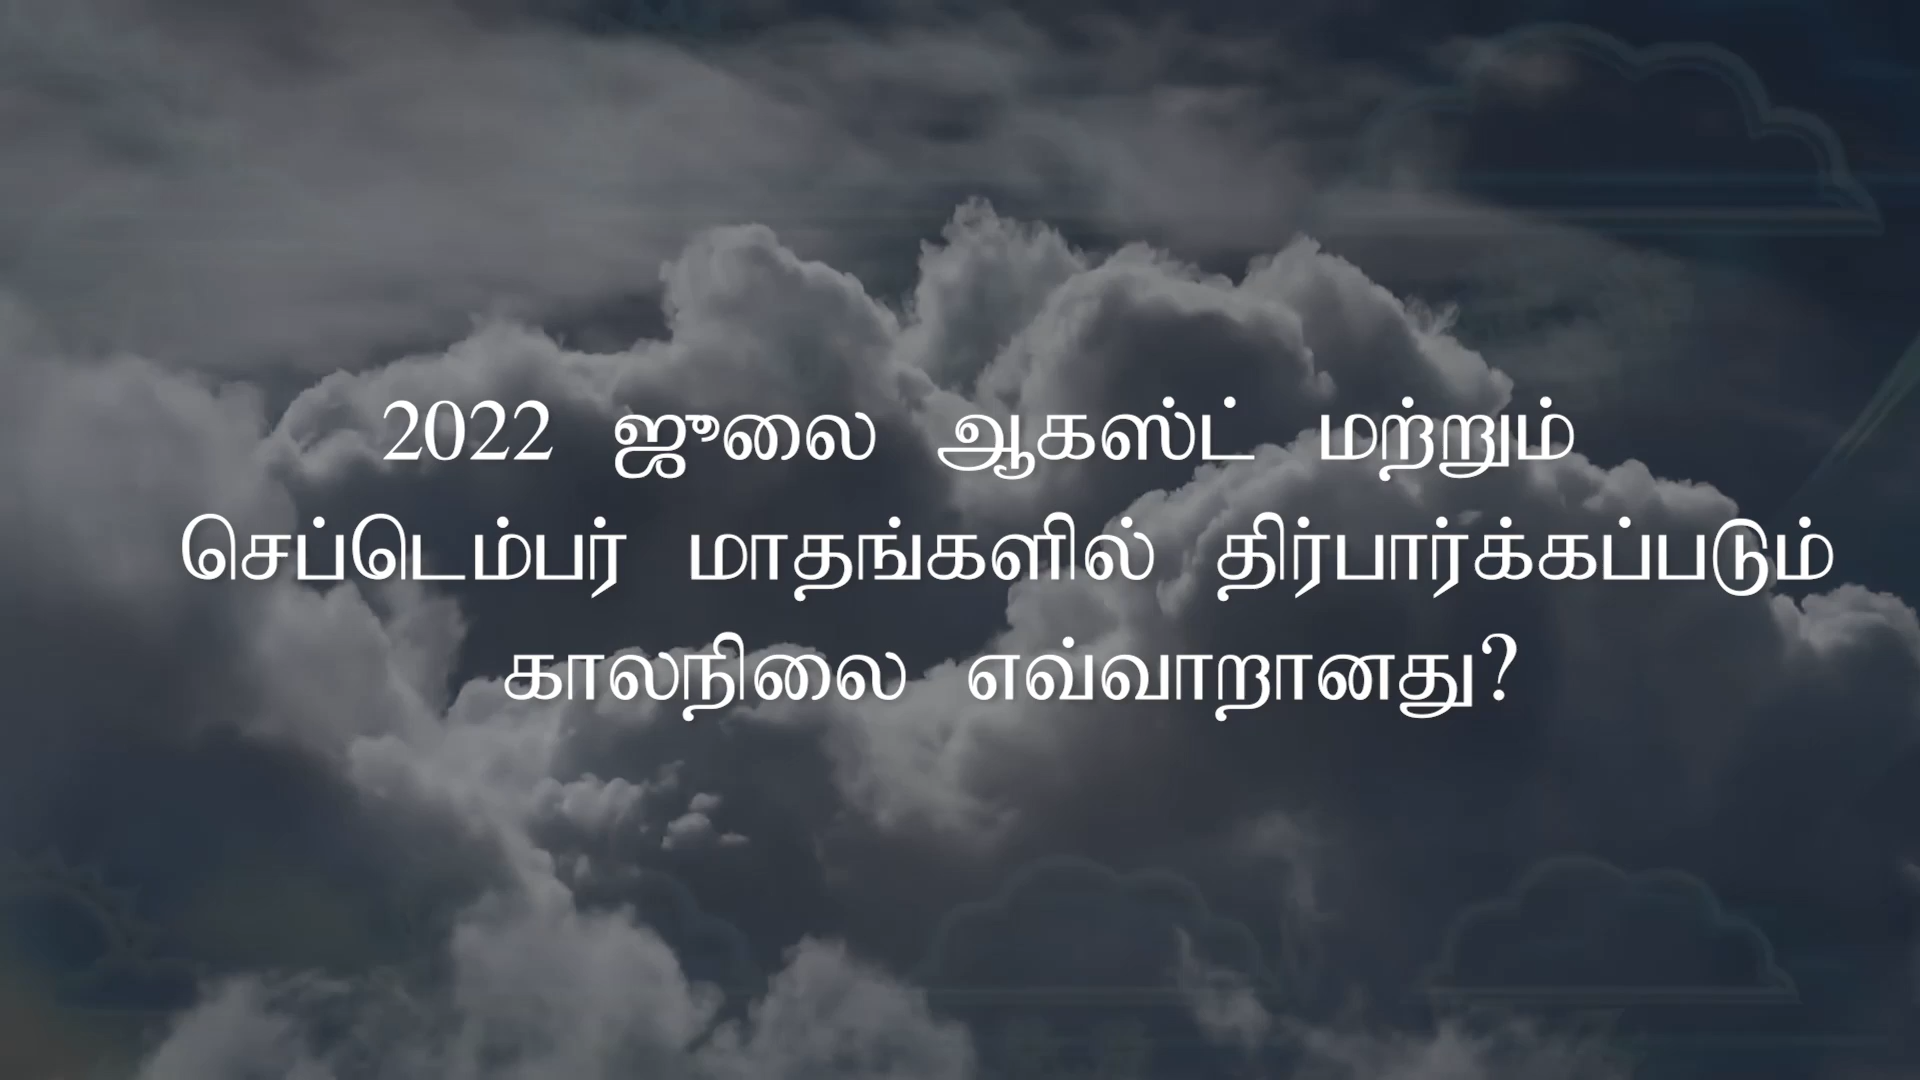 2022 ஜூலை ஆகஸ்ட் மற்றும்
செப்டெம்பர் மாதங்களில் திர்பார்க்கப்படும்
காலநிலை எவ்வாறானது?